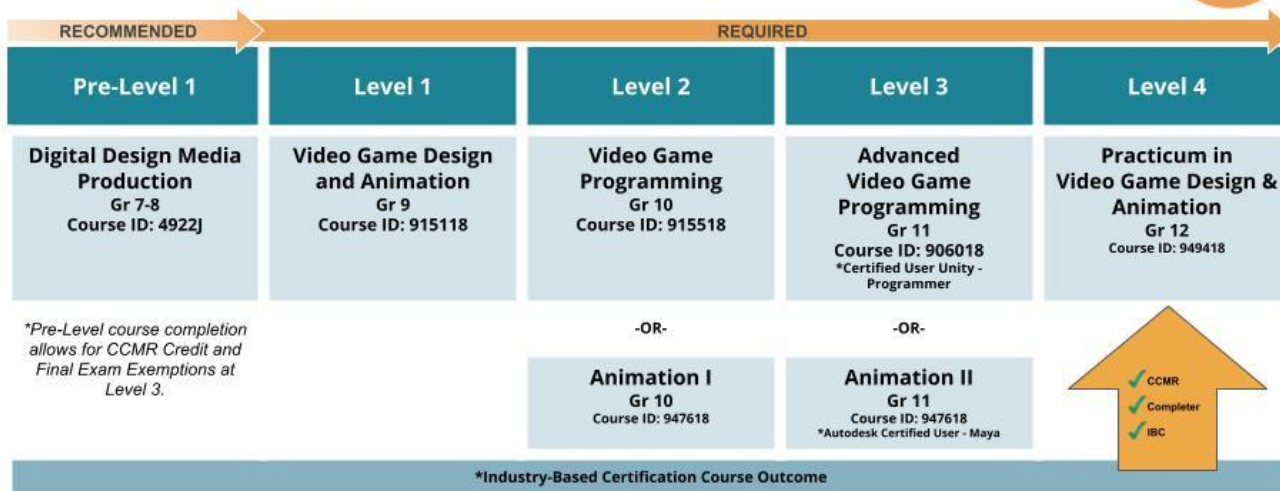 RECOMMENDED
REQUIRED
Pre-Level 1
Level 1
Level 2
Level 3
Level 4
Digital Design Media
Production
Gr 7-8
Course ID: 4922J
Video Game Design
and Animation
Gr 9
Course ID: 915118
Video Game
Programming
Gr 10
Course ID: 915518
Advanced
Video Game
Programming
Gr 11
Course ID: 906018
*Certified User Unity -
Programmer
Practicum in
Video Game Design &
Animation
Gr 12
Course ID: 949418
*Pre-Level course completion
allows for CCMR Credit and
Final Exam Exemptions at
Level 3.
-OR-
-OR-
Animation I
Gr 10
Course ID: 947618
Animation II
Gr 11
Course ID: 947618
*Autodesk Certified User - Maya
CCMR
Completer
IBC
*Industry-Based Certification Course Outcome